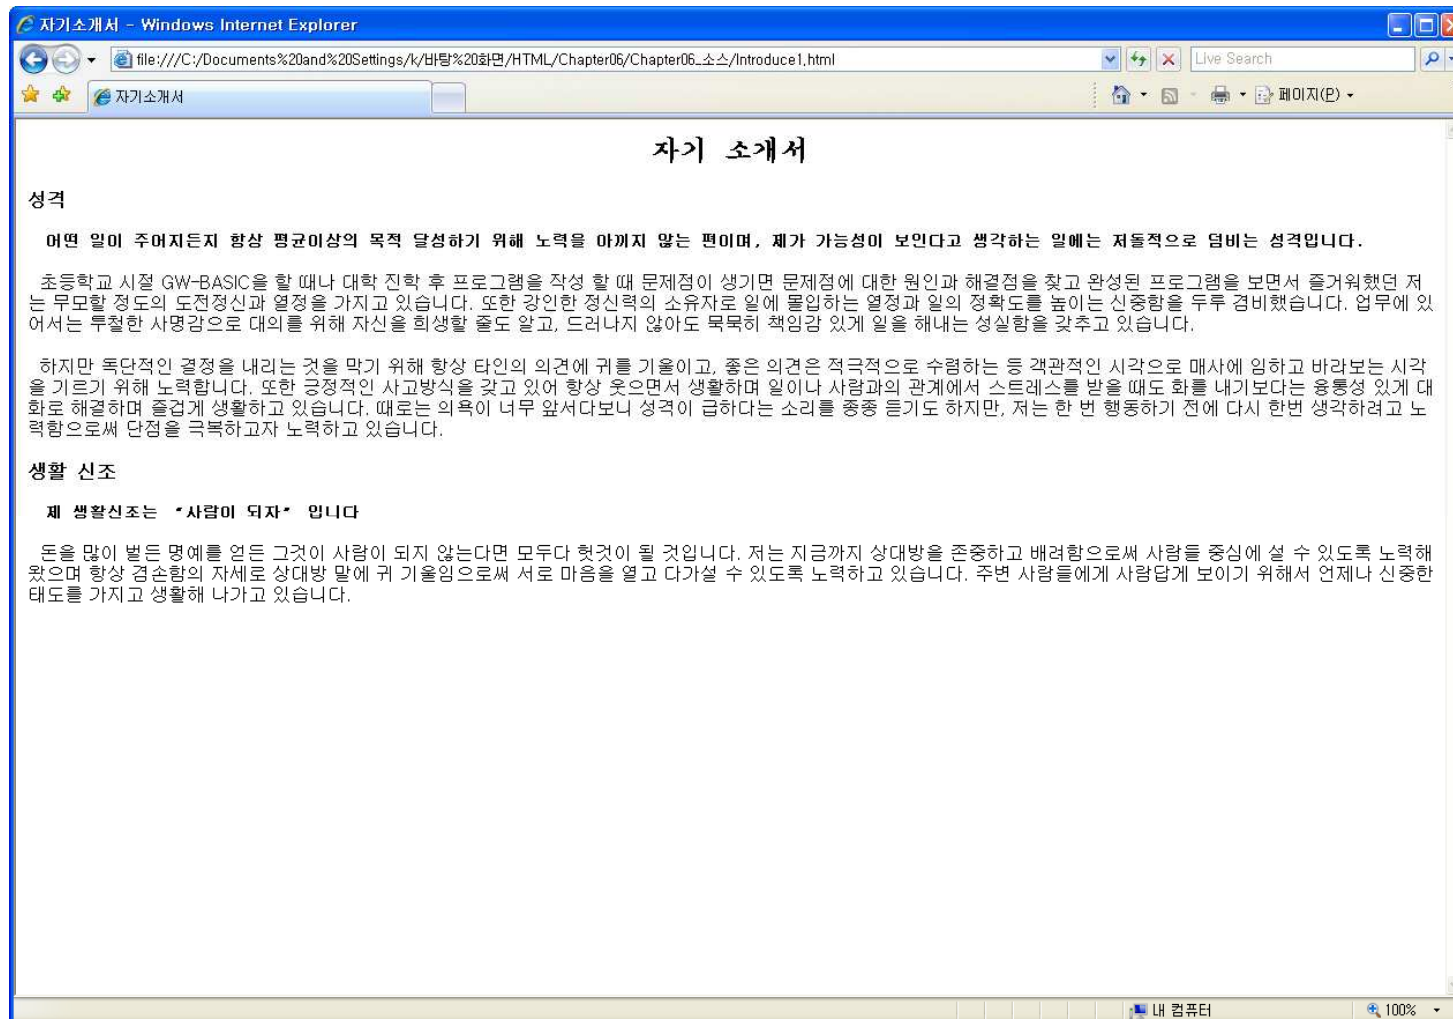 자기소개서 - Windows Internet Explorer
file:///C:/Documents%20and%20Settings/k/바탕%20화면/HTML/Chapter06/Chapter06_소스/Introduce1.html
Live Search
자기소개서
페이지(P)
자기 소개서
성격
어떤 일이 주어지든지 항상 평균이상의 목적 달성하기 위해 노력을 아끼지 않는 편이며, 제가 가능성이 보인다고 생각하는 일에는 저돌적으로 덤비는 성격입니다.
초등학교 시절 GW-BASIC을 할 때나 대학 진학 후 프로그램을 작성 할 때 문제점이 생기면 문제점에 대한 원인과 해결점을 찾고 완성된 프로그램을 보면서 즐거워했던 저
는 무모할 정도의 도전정신과 열정을 가지고 있습니다. 또한 강인한 정신력의 소유자로 일에 몰입하는 열정과 일의 정확도를 높이는 신중함을 두루 겸비했습니다. 업무에 있
어서는 투철한 사명감으로 대의를 위해 자신을 희생할 줄도 알고, 드러나지 않아도 묵묵히 책임감 있게 일을 해내는 성실함을 갖추고 있습니다.
하지만 독단적인 결정을 내리는 것을 막기 위해 항상 타인의 의견에 귀를 기울이고, 좋은 의견은 적극적으로 수렴하는 등 객관적인 시각으로 매사에 임하고 바라보는 시각
을 기르기 위해 노력합니다. 또한 긍정적인 사고방식을 갖고 있어 항상 웃으면서 생활하며 일이나 사람과의 관계에서 스트레스를 받을 때도 화를 내기보다는 융통성 있게 대
화로 해결하며 즐겁게 생활하고 있습니다. 때로는 의욕이 너무 앞서다보니 성격이 급하다는 소리를 종종 듣기도 하지만, 저는 한 번 행동하기 전에 다시 한번 생각하려고 노
력함으로써 단점을 극복하고자 노력하고 있습니다.
생활 신조
제 생활신조는 "사람이 되자" 입니다
돈을 많이 벌든 명예를 얻든 그것이 사람이 되지 않는다면 모두다 헛것이 될 것입니다. 저는 지금까지 상대방을 존중하고 배려함으로써 사람들 중심에 설 수 있도록 노력해
왔으며 항상 겸손함의 자세로 상대방 말에 귀 기울임으로써 서로 마음을 열고 다가설 수 있도록 노력하고 있습니다. 주변 사람들에게 사람답게 보이기 위해서 언제나 신중한
태도를 가지고 생활해 나가고 있습니다.
내 컴퓨터
100%